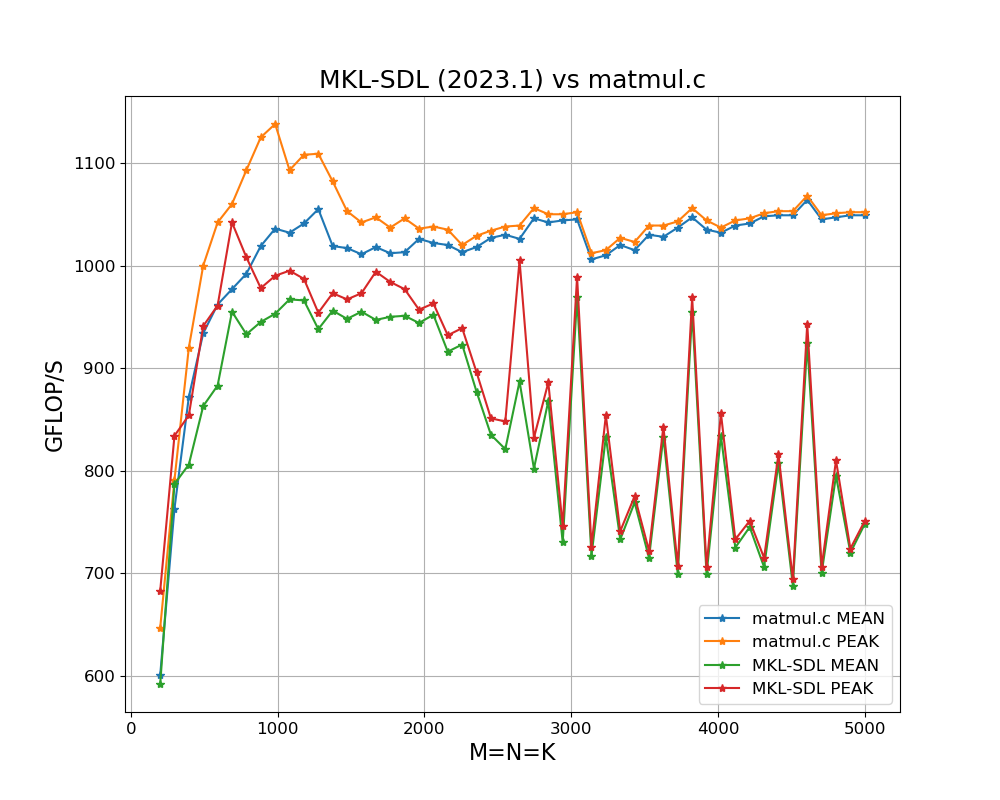 MKL-SDL (2023.1) vs matmul.c
GFLOP/S
1100
1000
900
800
700
600
0
1000
2000
3000
4000
5000
M=N=K
matmul.c MEAN
matmul.c PEAK
MKL-SDL MEAN
MKL-SDL PEAK